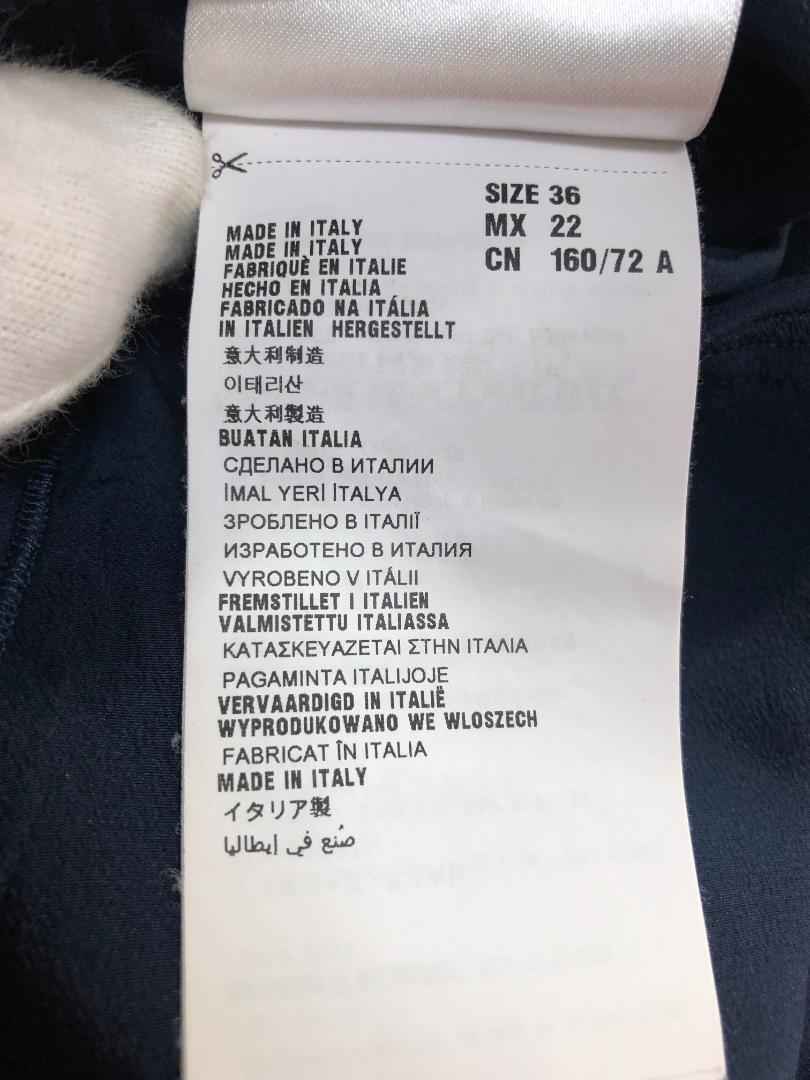 SIZE 36
MX 22
CN 160/72 A
MADE IN ITALY
MADE IN ITALY
FABRIQUÈ EN ITALIE
HECHO EN ITALIA
FABRICADO NA ITÁLIA
IN ITALIEN HERGESTELLT
意大利制造
이태리산
意大利製造
BUATAN ITALIA
СДЕЛАНО В ИТАЛИИ
İMAL YERİ İTALYA
ЗРОБЛЕНО В ІТАЛІЇ
ИЗРАБОТЕНО В ИТАЛИЯ
VYROBENO V ITÁLII
FREMSTILLET I ITALIEN
VALMISTETTU ITALIASSA
ΚΑΤΑΣΚΕΥΑΖΕΤΑΙ ΣΤΗΝ ΙΤΑΛΙΑ
PAGAMINTA ITALIJOJE
VERVAARDIGD IN ITALIË
WYPRODUKOWANO WE WLOSZECH
FABRICAT ÎN ITALIA
MADE IN ITALY
イタリア製
صُنع في إيطاليا